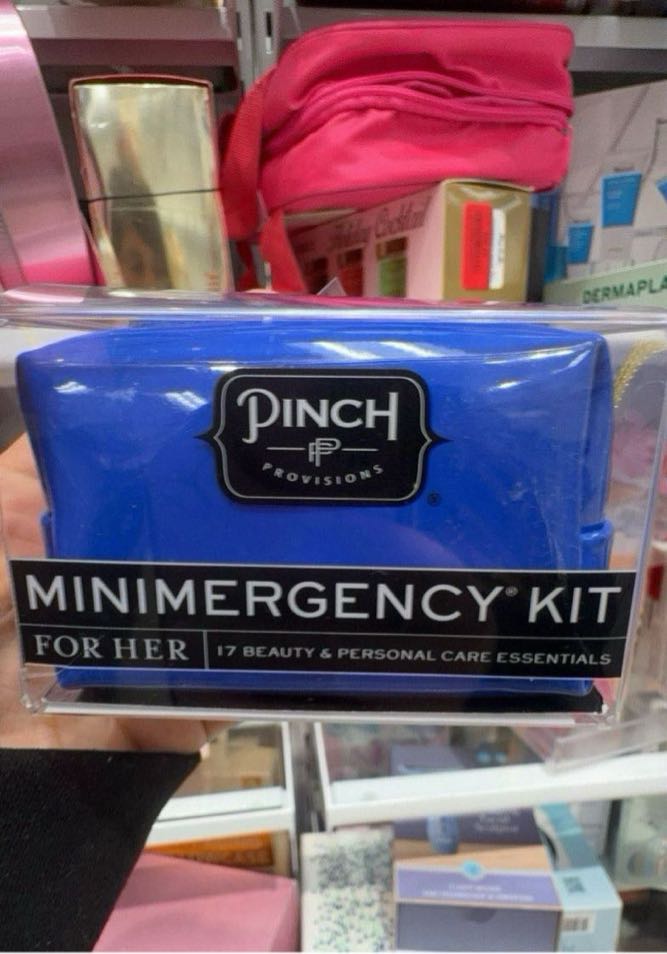 DERMAPLA
PINCH
PP
PROVISIONS
®
MINIMERGENCY® KIT
FOR HER
17 BEAUTY & PERSONAL CARE ESSENTIALS